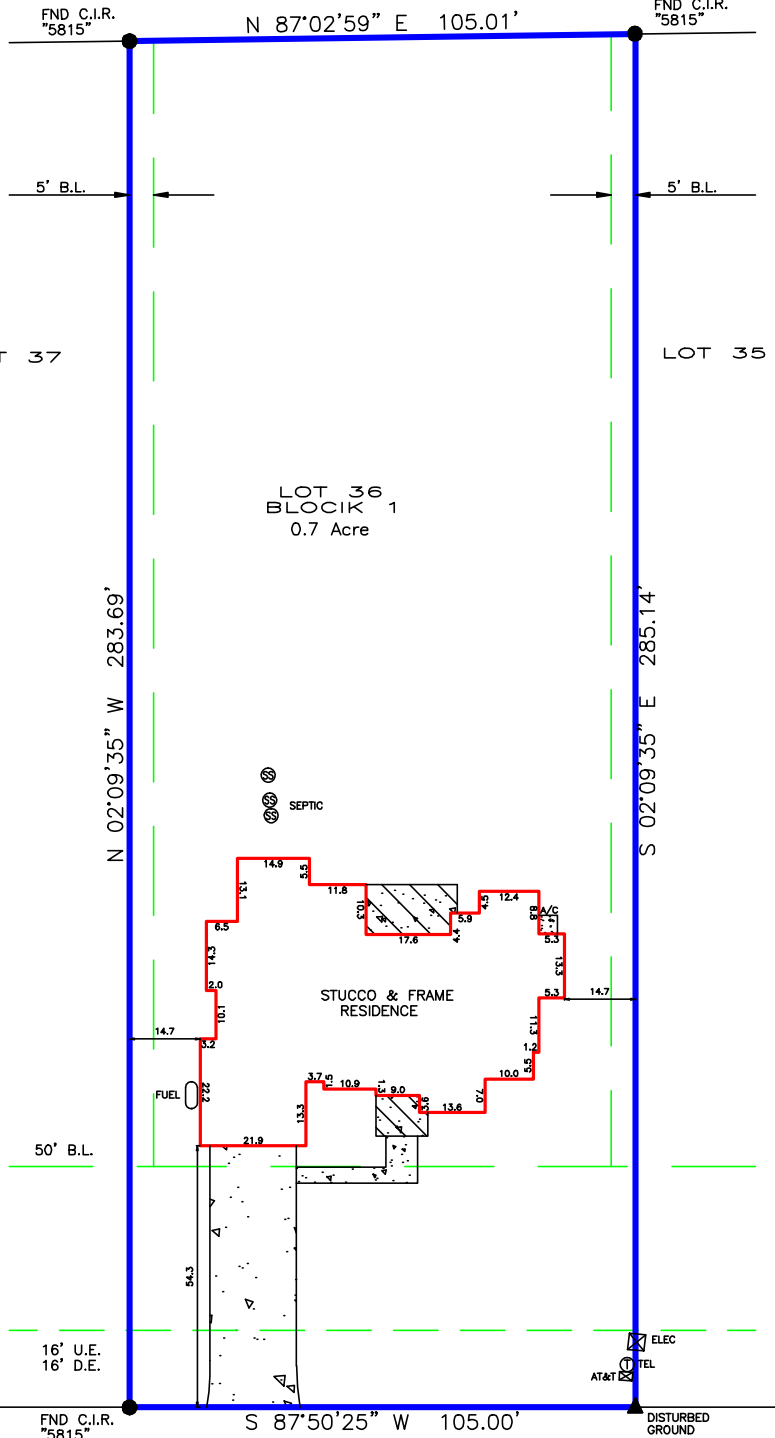 FND C.I.R.
"5815"
N 87°02'59" E 105.01'
FND C.I.R.
"5815"
5' B.L.
5' B.L.
T 37
LOT 35
LOT 36
BLOCIK 1
0.7 Acre
N 02°09'35" W 283.69'
S 02°09'35" E 285.14'
SS
SS
SS
SEPTIC
14.9
5.5
11.8
13.1
10.3
12.4
4.5
8.8
A/C
6.5
5.9
17.6
4.4
5.3
14.3
13.3
2.0
STUCCO & FRAME
RESIDENCE
5.3
14.7
10.1
11.3
14.7
3.2
1.2
5.5
FUEL
22.2
3.7
1.5
10.9
1.3
9.0
10.0
7.0
3.6
13.6
13.3
21.9
50' B.L.
54.3
16' U.E.
16' D.E.
ELEC
T
TEL
AT&T
FND C.I.R.
"5815"
S 87°50'25" W 105.00'
DISTURBED
GROUND